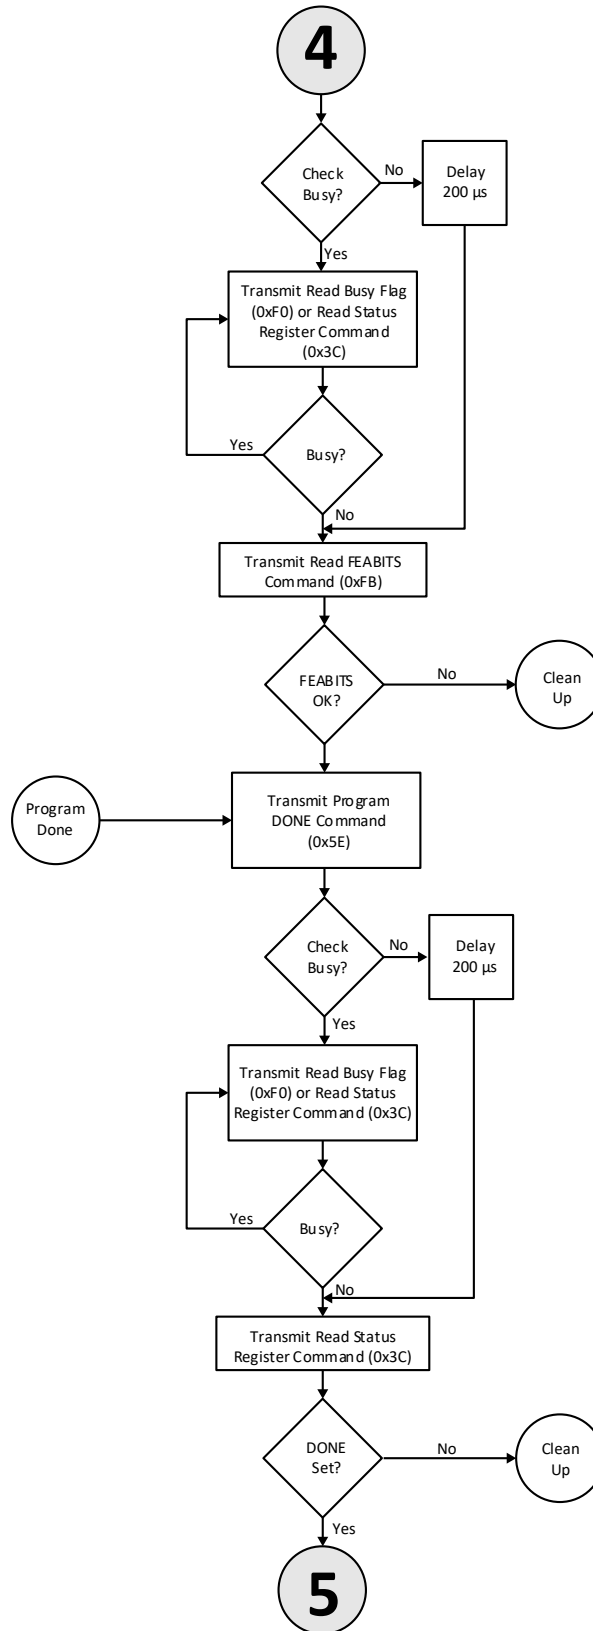 4
Check
Busy?
No
Delay
200 µs
Yes
Transmit Read Busy Flag
(0xF0) or Read Status
Register Command
(0x3C)
Yes
Busy?
No
Transmit Read FEABITS
Command (0xFB)
FEABITS
OK?
No
Clean
Up
Program
Done
Transmit Program
DONE Command
(0x5E)
Check
Busy?
No
Delay
200 µs
Yes
Transmit Read Busy Flag
(0xF0) or Read Status
Register Command (0x3C)
Yes
Busy?
No
Transmit Read Status
Register Command (0x3C)
DONE
Set?
No
Clean
Up
Yes
5